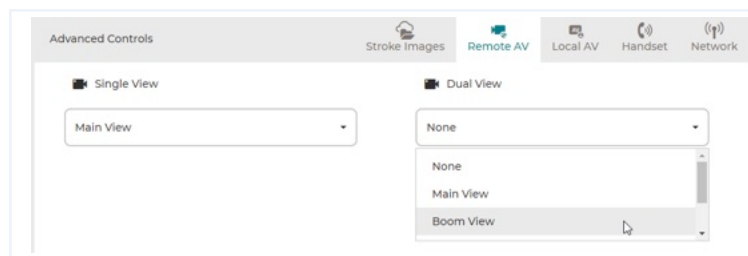 Advanced Controls
Stroke Images
Remote AV
Local AV
Handset
Network
Single View
Dual View
Main View
None
None
Main View
Boom View